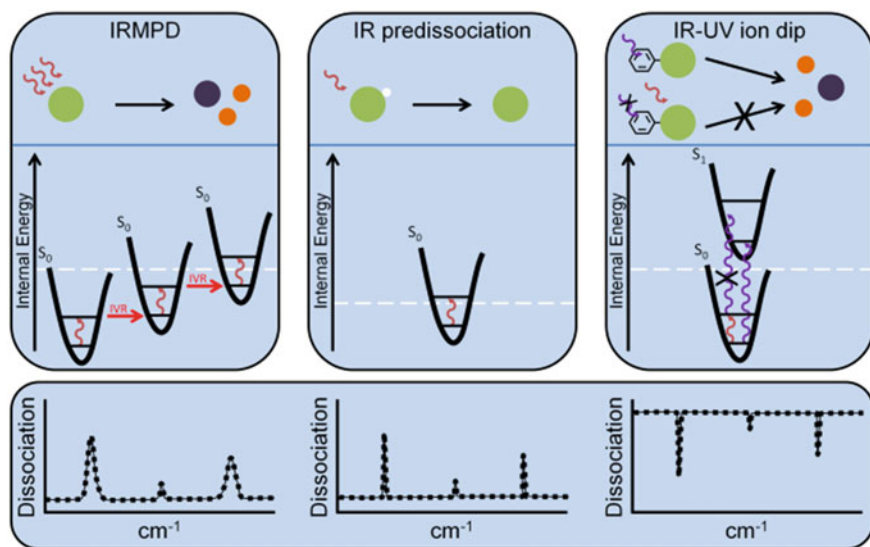 IRMPD
Internal Energy
S₀
S₀
S₀
IVR
IVR
IR predissociation
Internal Energy
S₀
IR-UV ion dip
Internal Energy
S₁
S₀
Dissociation
cm⁻¹
Dissociation
cm⁻¹
Dissociation
cm⁻¹